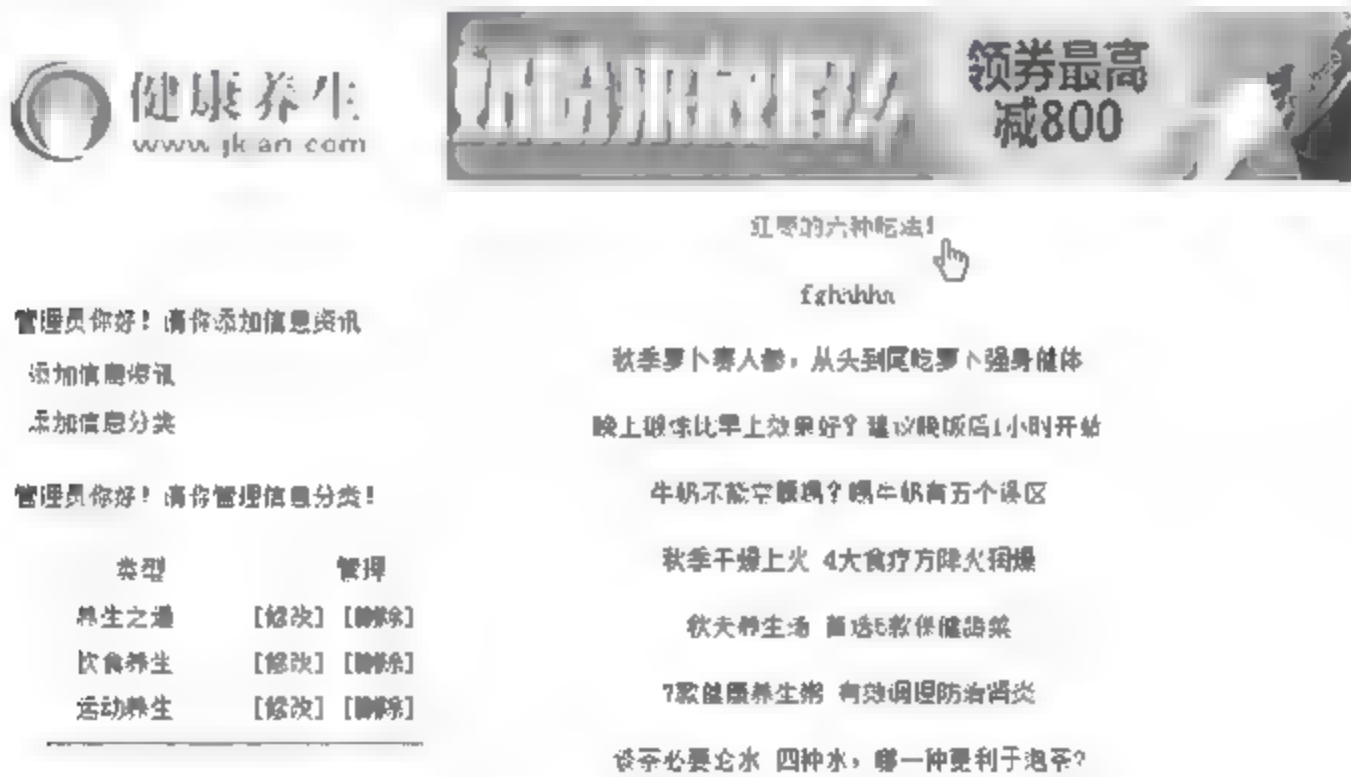 健康养生
www.jkan.com
领券最高
减800
红枣的六种吃法!
管理员你好！请你添加信息资讯
添加信息资讯
添加信息分类
管理员你好！请你管理信息分类！
类型 管理
养生之道 [修改] [删除]
饮食养生 [修改] [删除]
运动养生 [修改] [删除]
秋季萝卜赛人参，从头到尾吃萝卜强身健体
晚上锻炼比早上效果好？建议晚饭后1小时开始
牛奶不能空腹喝？喝牛奶有五个误区
秋季干燥上火 4大食疗方降火润燥
秋天养生汤 首选5款保健汤菜
7款健康养生粥 有效调理防治肾炎
谈茶必要论水 四种水，哪一种更利于泡茶?